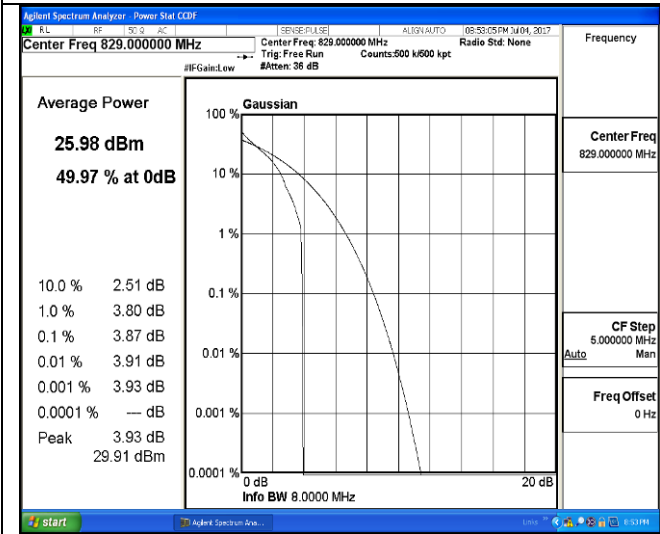 Agilent Spectrum Analyzer - Power Stat CCDF
RL RF 50 Ω AC SENSE:PULSE ALIGN AUTO 08:53:05 PM Jul 04, 2017
Center Freq 829.000000 MHz
Center Freq: 829.000000 MHz Radio Std: None
Trig: Free Run Counts:500 k/500 kpt
#IFGain:Low #Atten: 36 dB
Frequency
Average Power
25.98 dBm
49.97 % at 0dB
10.0 % 2.51 dB
1.0 % 3.80 dB
0.1 % 3.87 dB
0.01 % 3.91 dB
0.001 % 3.93 dB
0.0001 % --- dB
Peak 3.93 dB
29.91 dBm
Gaussian
100 %
10 %
1 %
0.1 %
0.01 %
0.001 %
0.0001 %
0 dB 20 dB
Info BW 8.0000 MHz
Center Freq
829.000000 MHz
CF Step
5.000000 MHz
Auto Man
Freq Offset
0 Hz
start Agilent Spectrum Ana... Links » 8:53 PM